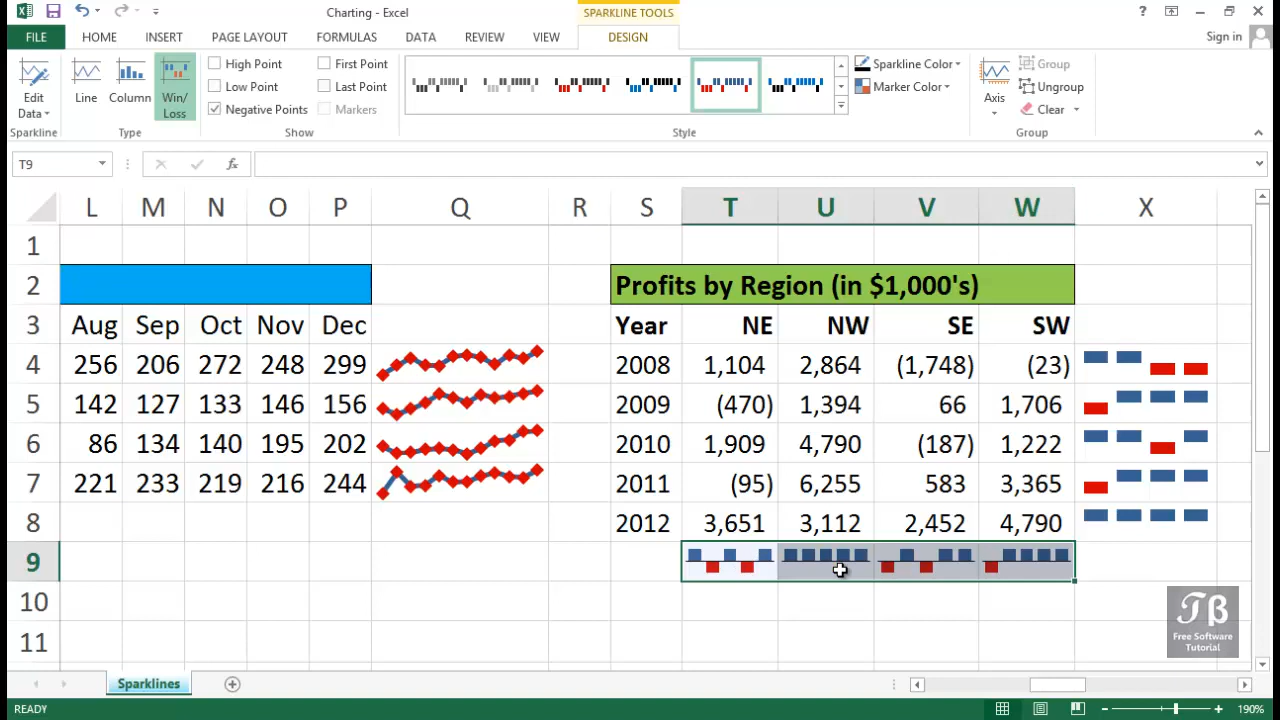 Charting - Excel
SPARKLINE TOOLS
?
FILE HOME INSERT PAGE LAYOUT FORMULAS DATA REVIEW VIEW DESIGN Sign in
Edit Data
Line
Column
Win/ Loss
High Point First Point
Low Point Last Point
Negative Points Markers
Sparkline Color
Marker Color
Axis
Group
Ungroup
Clear
Sparkline Type Show Style Group
T9 fx
L M N O P Q R S T U V W X
1
2 Profits by Region (in $1,000's)
3 Aug Sep Oct Nov Dec Year NE NW SE SW
4 256 206 272 248 299 2008 1,104 2,864 (1,748) (23)
5 142 127 133 146 156 2009 (470) 1,394 66 1,706
6 86 134 140 195 202 2010 1,909 4,790 (187) 1,222
7 221 233 219 216 244 2011 (95) 6,255 583 3,365
8 2012 3,651 3,112 2,452 4,790
9
10
11
TB
Free Software
Tutorial
Sparklines
READY 190%